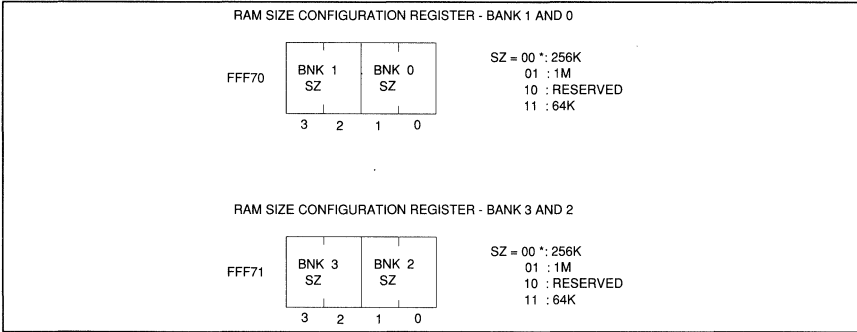 RAM SIZE CONFIGURATION REGISTER - BANK 1 AND 0
FFF70
BNK 1 BNK 0
SZ SZ
3 2 1 0
SZ = 00 *: 256K
01 : 1M
10 : RESERVED
11 : 64K
RAM SIZE CONFIGURATION REGISTER - BANK 3 AND 2
FFF71
BNK 3 BNK 2
SZ SZ
3 2 1 0
SZ = 00 *: 256K
01 : 1M
10 : RESERVED
11 : 64K